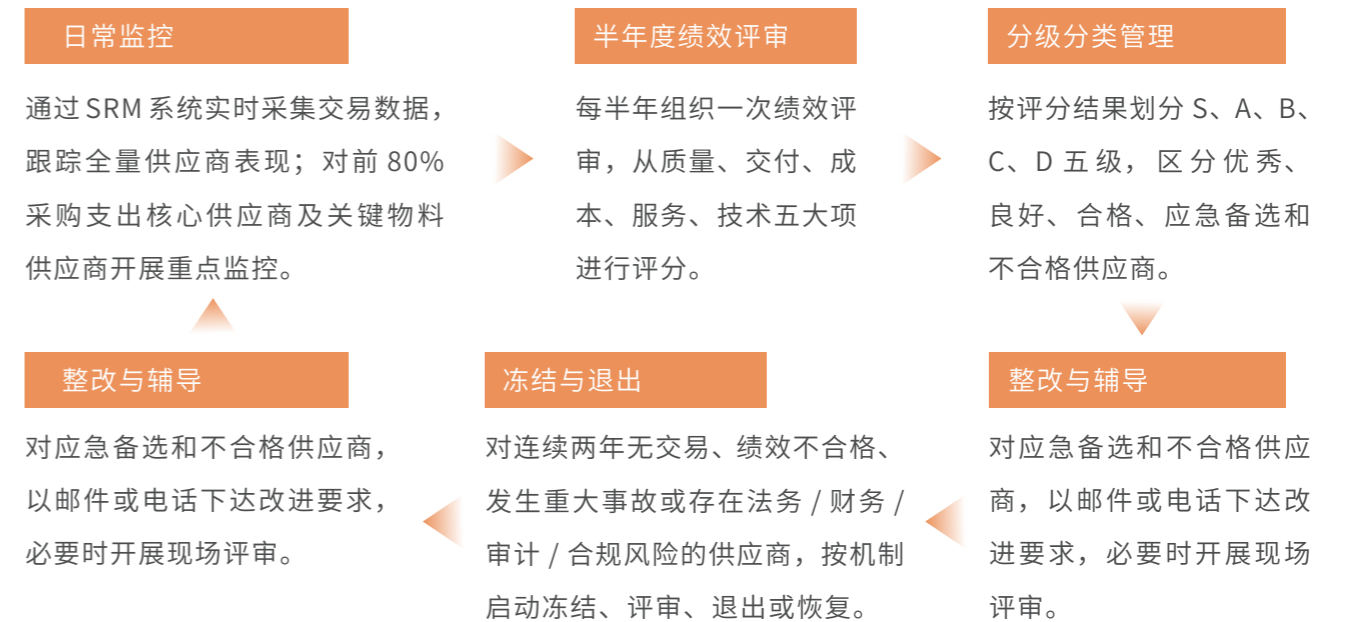 日常监控
通过 SRM 系统实时采集交易数据，
跟踪全量供应商表现；对前 80%
采购支出核心供应商及关键物料
供应商开展重点监控。
半年度绩效评审
每半年组织一次绩效评
审，从质量、交付、成
本、服务、技术五大项
进行评分。
分级分类管理
按评分结果划分 S、A、B、
C、D 五级，区分优秀、
良好、合格、应急备选和
不合格供应商。
整改与辅导
对应急备选和不合格供应商，
以邮件或电话下达改进要求，
必要时开展现场评审。
冻结与退出
对连续两年无交易、绩效不合格、
发生重大事故或存在法务 / 财务 /
审计 / 合规风险的供应商，按机制
启动冻结、评审、退出或恢复。
整改与辅导
对应急备选和不合格供应
商，以邮件或电话下达改
进要求，必要时开展现场
评审。